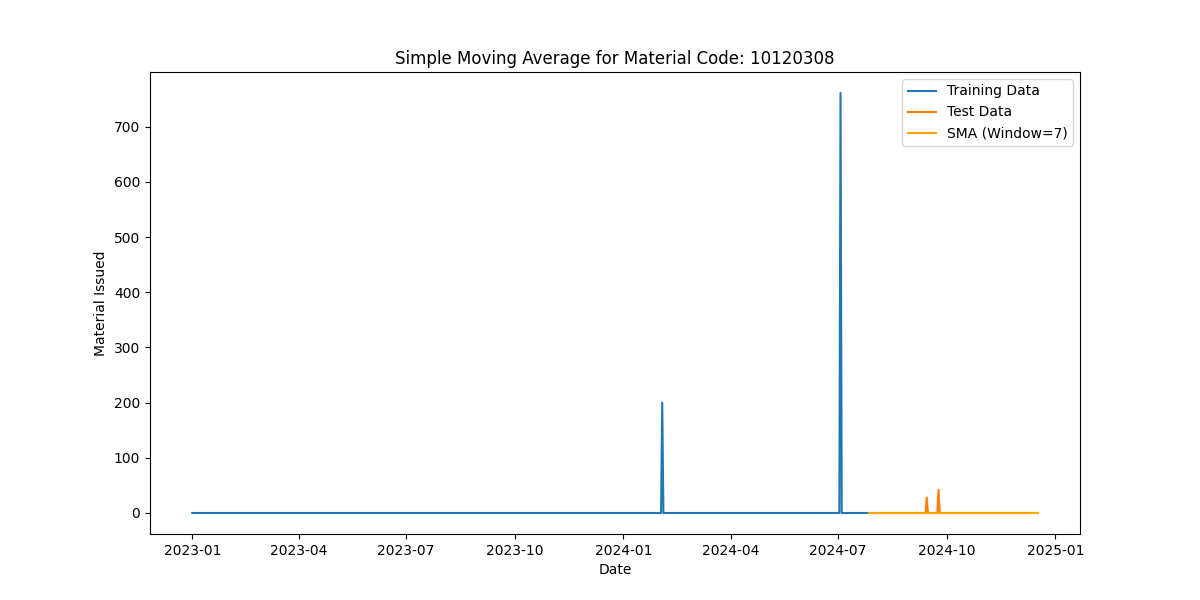 Simple Moving Average for Material Code: 10120308
Training Data
Test Data
SMA (Window=7)
Material Issued
700
600
500
400
300
200
100
0
2023-01 2023-04 2023-07 2023-10 2024-01 2024-04 2024-07 2024-10 2025-01
Date